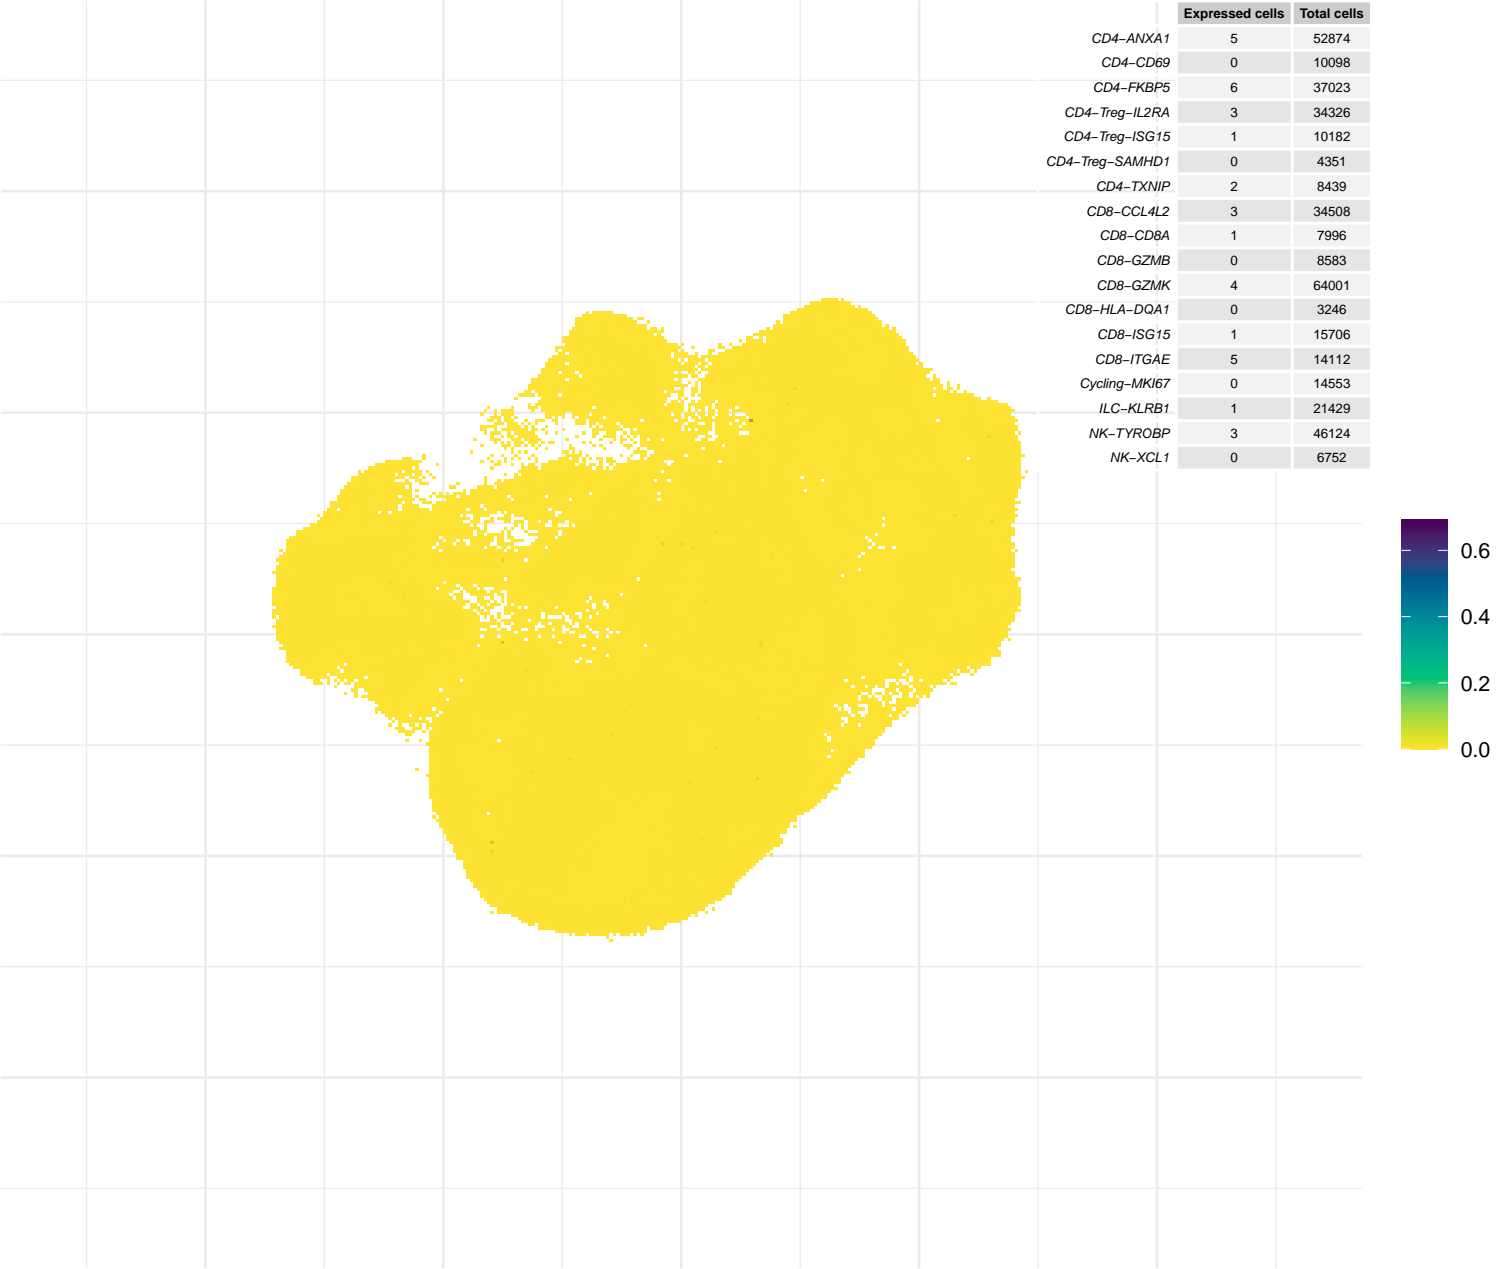 Expressed cells Total cells
CD4−ANXA1 5 52874
CD4−CD69 0 10098
CD4−FKBP5 6 37023
CD4−Treg−IL2RA 3 34326
CD4−Treg−ISG15 1 10182
CD4−Treg−SAMHD1 0 4351
CD4−TXNIP 2 8439
CD8−CCL4L2 3 34508
CD8−CD8A 1 7996
CD8−GZMB 0 8583
CD8−GZMK 4 64001
CD8−HLA−DQA1 0 3246
CD8−ISG15 1 15706
CD8−ITGAE 5 14112
Cycling−MKI67 0 14553
ILC−KLRB1 1 21429
NK−TYROBP 3 46124
NK−XCL1 0 6752
0.6
0.4
0.2
0.0